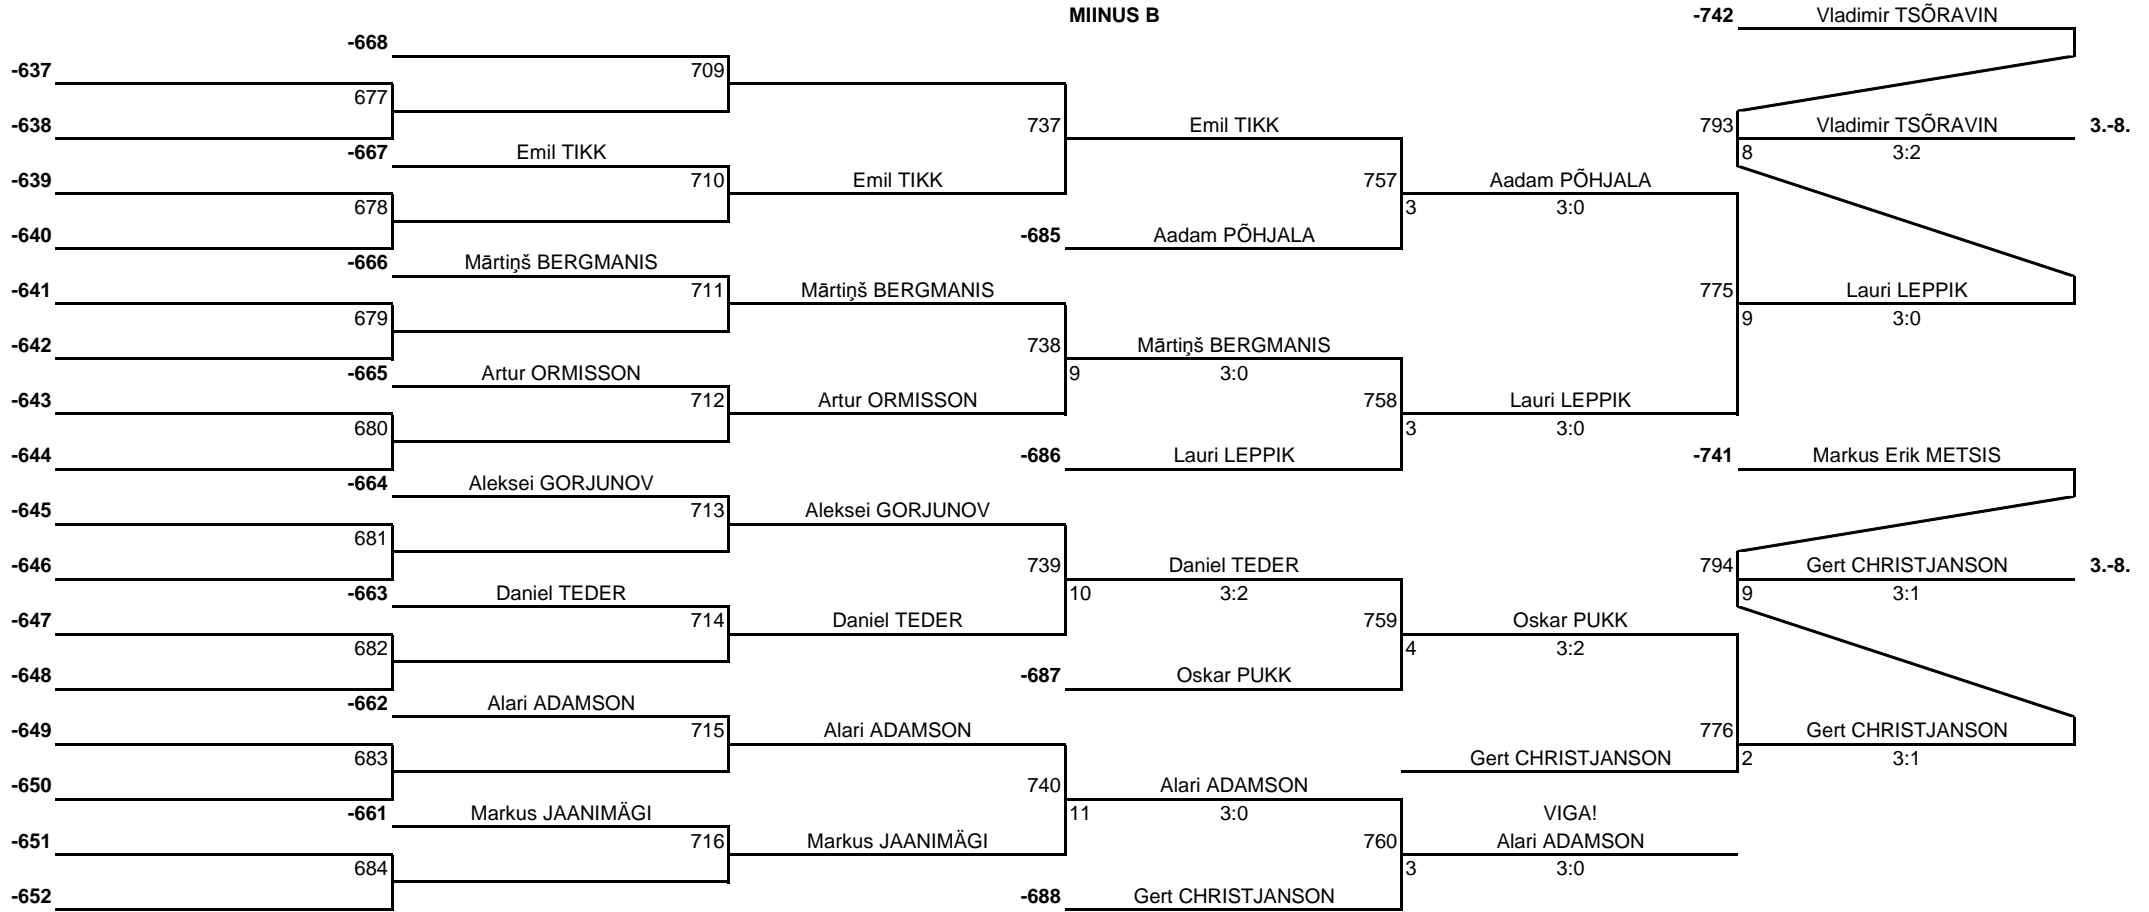 MIINUS B
-742 Vladimir TSÕRAVIN
-668
-637 709
677
-638 737 Emil TIKK 793 Vladimir TSÕRAVIN 3.-8.
-667 Emil TIKK 8 3:2
-639 710 Emil TIKK 757 Aadam PÕHJALA
678 3 3:0
-640 -685 Aadam PÕHJALA
-666 Mārtiņš BERGMANIS
-641 711 Mārtiņš BERGMANIS 775 Lauri LEPPIK
679 9 3:0
-642 738 Mārtiņš BERGMANIS
-665 Artur ORMISSON 9 3:0
-643 712 Artur ORMISSON 758 Lauri LEPPIK
680 3 3:0
-644 -686 Lauri LEPPIK -741 Markus Erik METSIS
-664 Aleksei GORJUNOV
-645 713 Aleksei GORJUNOV
681
-646 739 Daniel TEDER 794 Gert CHRISTJANSON 3.-8.
-663 Daniel TEDER 10 3:2 9 3:1
-647 714 Daniel TEDER 759 Oskar PUKK
682 4 3:2
-648 -687 Oskar PUKK
-662 Alari ADAMSON
-649 715 Alari ADAMSON 776 Gert CHRISTJANSON
683 Gert CHRISTJANSON 2 3:1
-650 740 Alari ADAMSON
-661 Markus JAANIMÄGI 11 3:0 VIGA!
-651 716 Markus JAANIMÄGI 760 Alari ADAMSON
684 3 3:0
-652 -688 Gert CHRISTJANSON